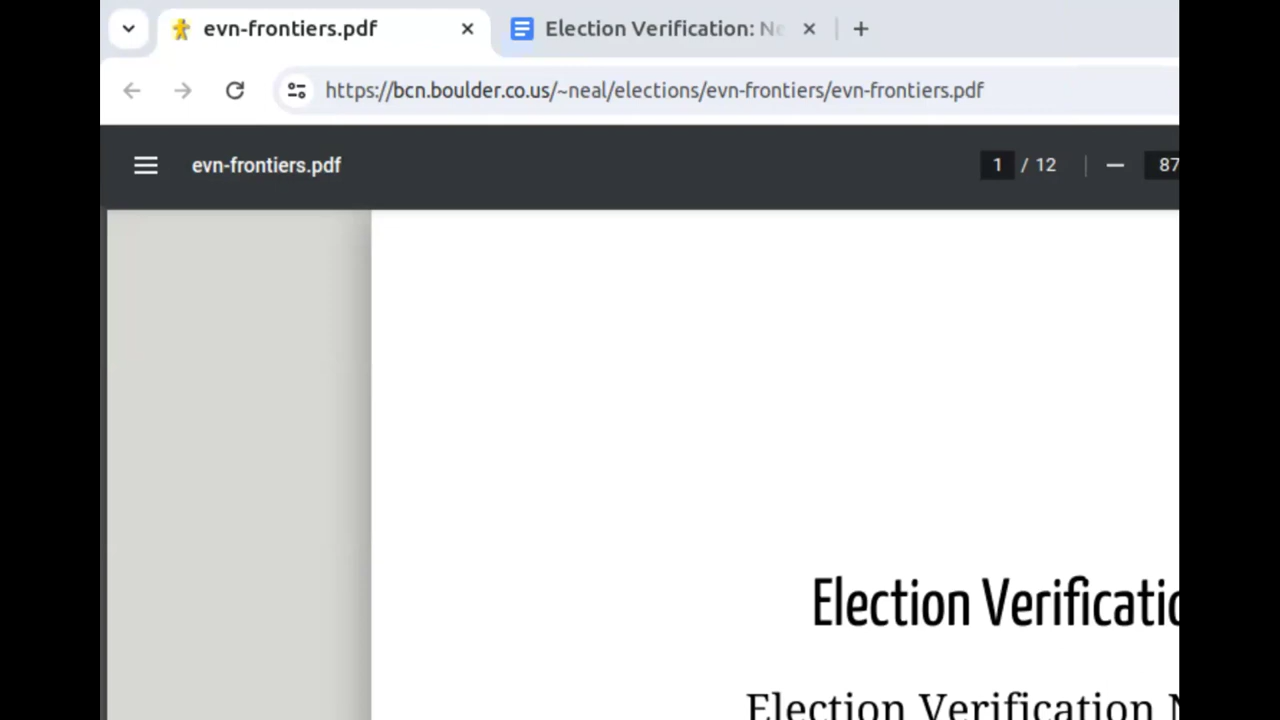 evn-frontiers.pdf
Election Verification:
https://bcn.boulder.co.us/~neal/elections/evn-frontiers/evn-frontiers.pdf
evn-frontiers.pdf
1 / 12
87
Election
Election Verification